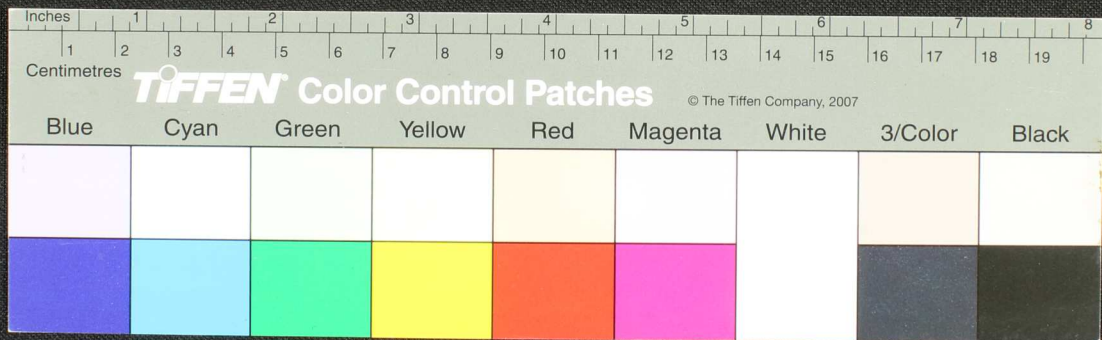 Inches 1 2 3 4 5 6 7 8
1 2 3 4 5 6 7 8 9 10 11 12 13 14 15 16 17 18 19
Centimetres
TIFFEN® Color Control Patches © The Tiffen Company, 2007
Blue Cyan Green Yellow Red Magenta White 3/Color Black